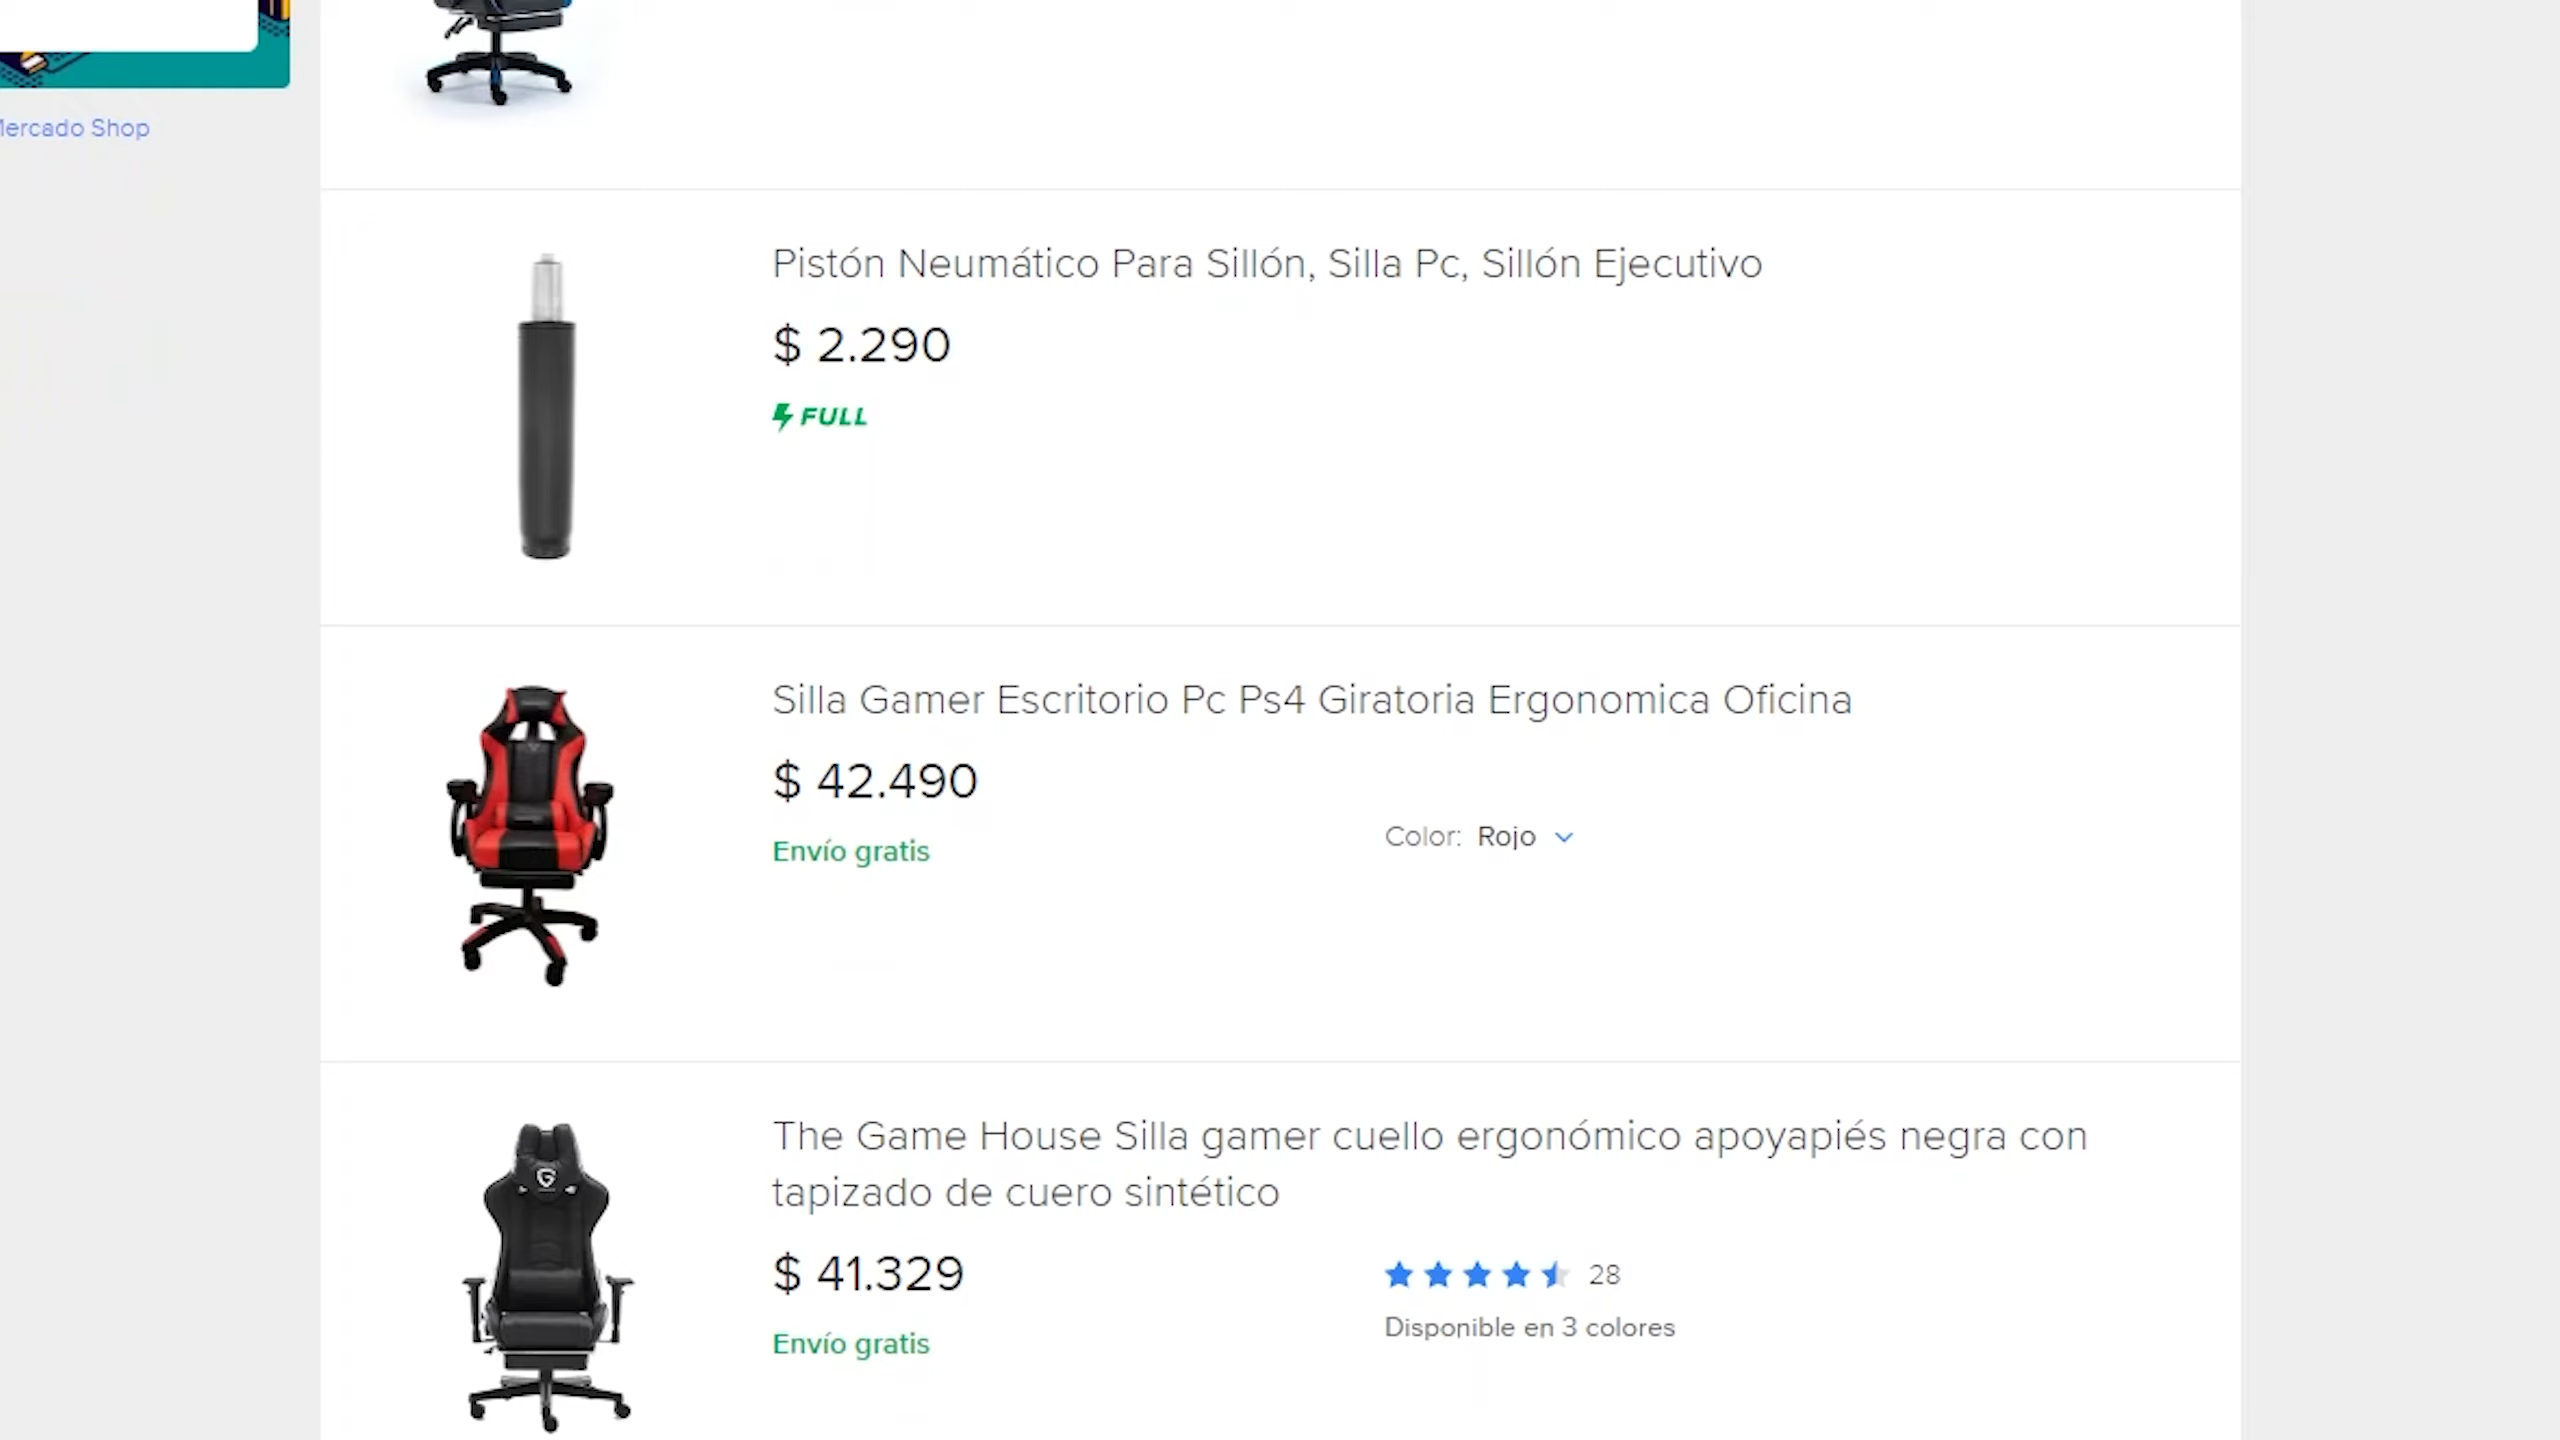 Mercado Shop
Pistón Neumático Para Sillón, Silla Pc, Sillón Ejecutivo
$ 2.290
FULL
Silla Gamer Escritorio Pc Ps4 Giratoria Ergonomica Oficina
$ 42.490
Envío gratis
Color: Rojo
The Game House Silla gamer cuello ergonómico apoyapiés negra con
tapizado de cuero sintético
$ 41.329
28
Envío gratis
Disponible en 3 colores